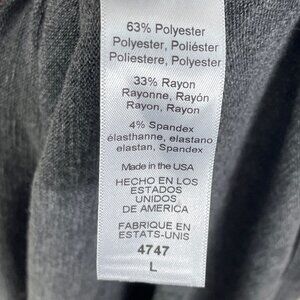 63% Polyester
Polyester, Poliéster
Poliestere, Polyester
33% Rayon
Rayonne, Rayón
Rayon, Rayon
4% Spandex
élasthanne, elastano
elastan, Spandex
Made in the USA
HECHO EN LOS
ESTADOS
UNIDOS
DE AMERICA
FABRIQUE EN
ESTATS-UNIS
4747
L